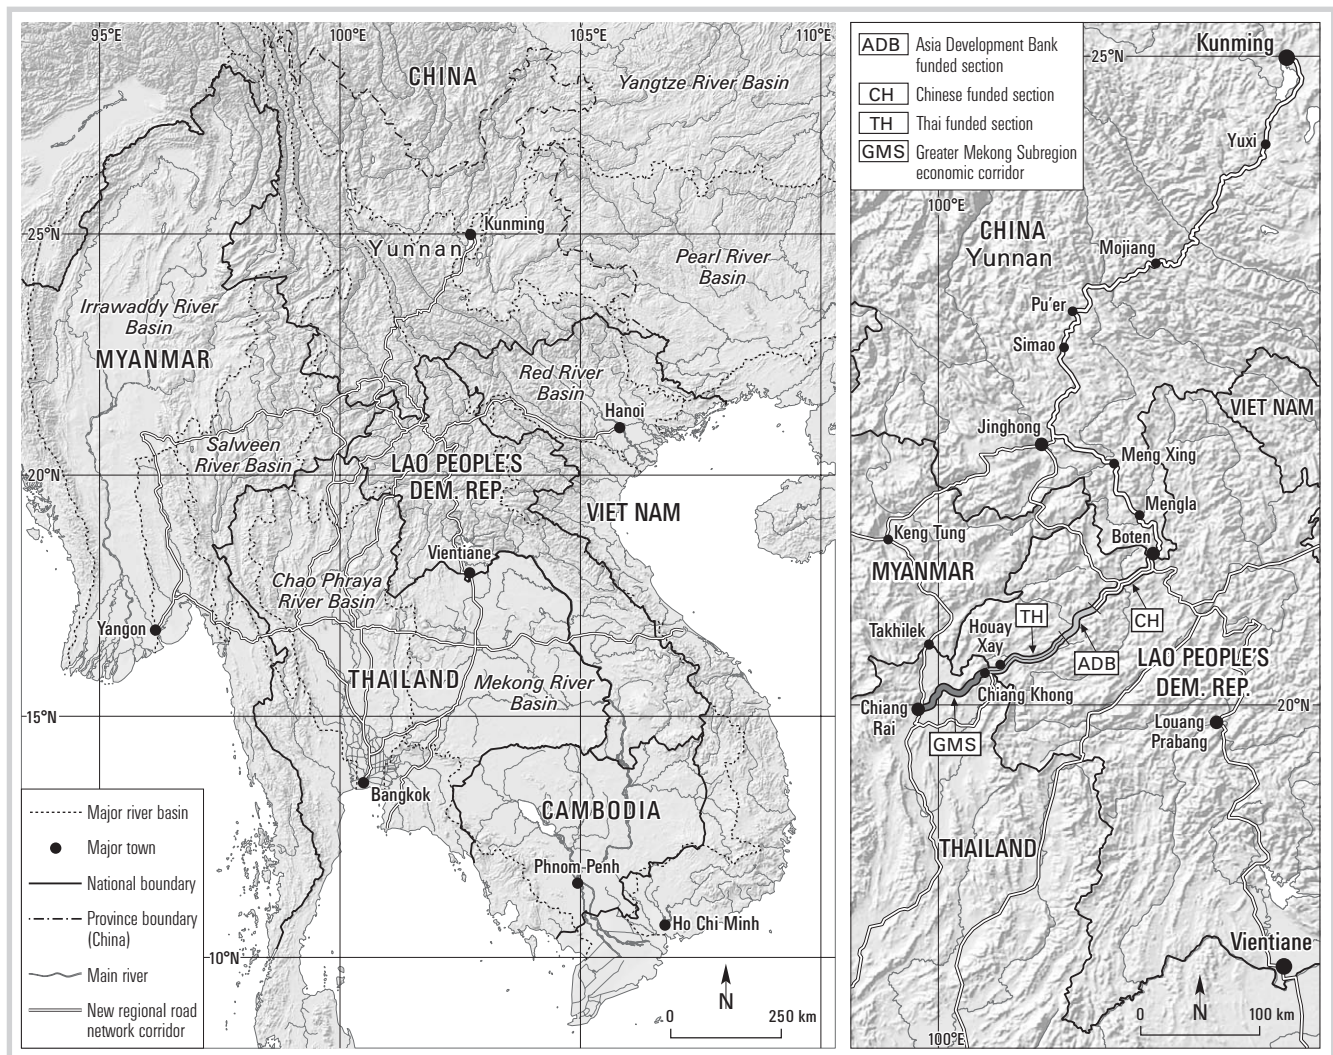 95°E
100°E
105°E
110°E
CHINA
Yangtze River Basin
25°N
Kunming
Yunnan
Pearl River
Basin
Irrawaddy River
Basin
MYANMAR
Red River
Basin
Hanoi
Salween
River Basin
20°N
LAO PEOPLE'S
DEM. REP.
VIET NAM
Vientiane
Chao Phraya
River Basin
Yangon
THAILAND
Mekong River
Basin
15°N
Bangkok
CAMBODIA
Phnom-Penh
Ho Chi Minh
10°N
Major river basin
Major town
National boundary
Province boundary
(China)
Main river
New regional road
network corridor
N
0
250 km
ADB
Asia Development Bank
funded section
CH
Chinese funded section
TH
Thai funded section
GMS
Greater Mekong Subregion
economic corridor
Kunming
25°N
Yuxi
100°E
CHINA
Yunnan
Mojiang
Pu'er
Simao
VIET NAM
Jinghong
Meng Xing
Mengla
Keng Tung
Boten
MYANMAR
Takhilek
Houay
Xay
TH
CH
ADB
LAO PEOPLE'S
DEM. REP.
Chiang Khong
Chiang
Rai
20°N
GMS
Louang
Prabang
THAILAND
Vientiane
N
0
100 km
100°E